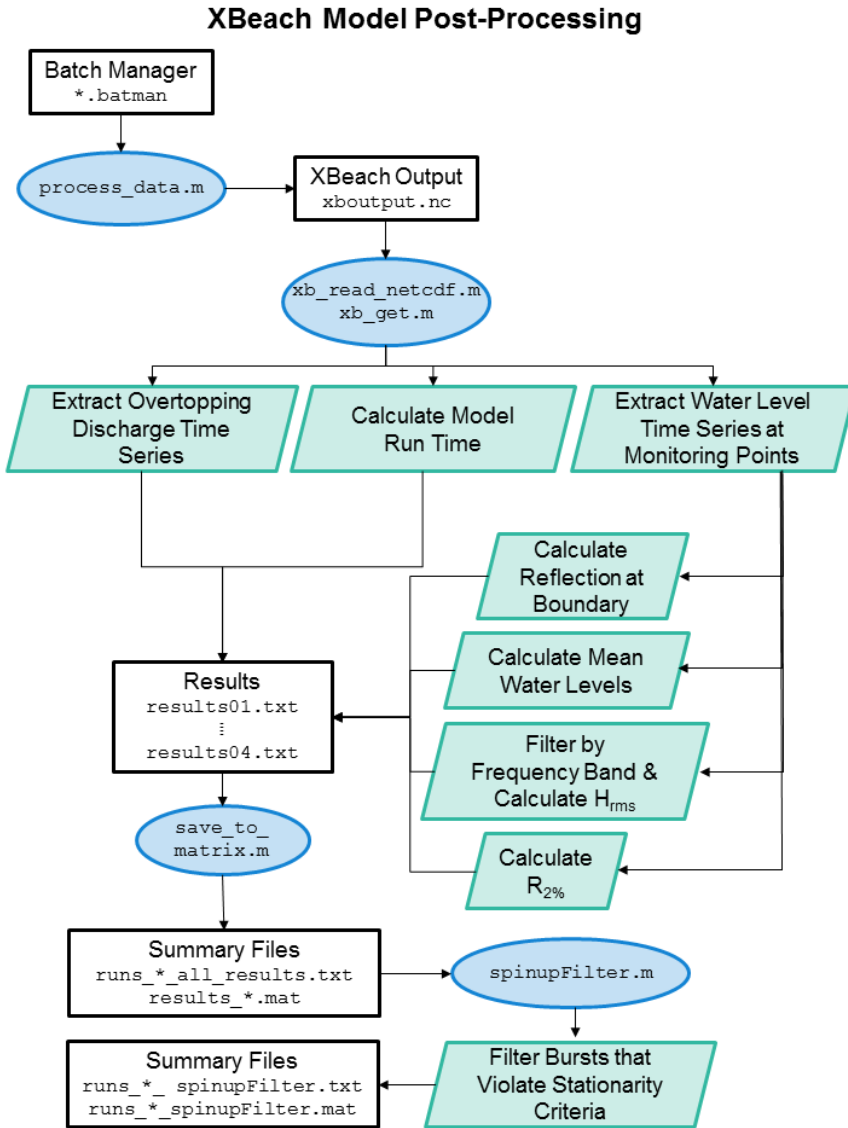 XBeach Model Post-Processing
Batch Manager
*.batman
process_data.m
XBeach Output
xboutput.nc
xb_read_netcdf.m
xb_get.m
Extract Overtopping
Discharge Time
Series
Calculate Model
Run Time
Extract Water Level
Time Series at
Monitoring Points
Calculate
Reflection at
Boundary
Calculate Mean
Water Levels
Filter by
Frequency Band &
Calculate Hrms
Calculate
R2%
Results
results01.txt
⁞
results04.txt
save_to_
matrix.m
Summary Files
runs_*_all_results.txt
results_*.mat
spinupFilter.m
Filter Bursts that
Violate Stationarity
Criteria
Summary Files
runs_*_ spinupFilter.txt
runs_*_spinupFilter.mat